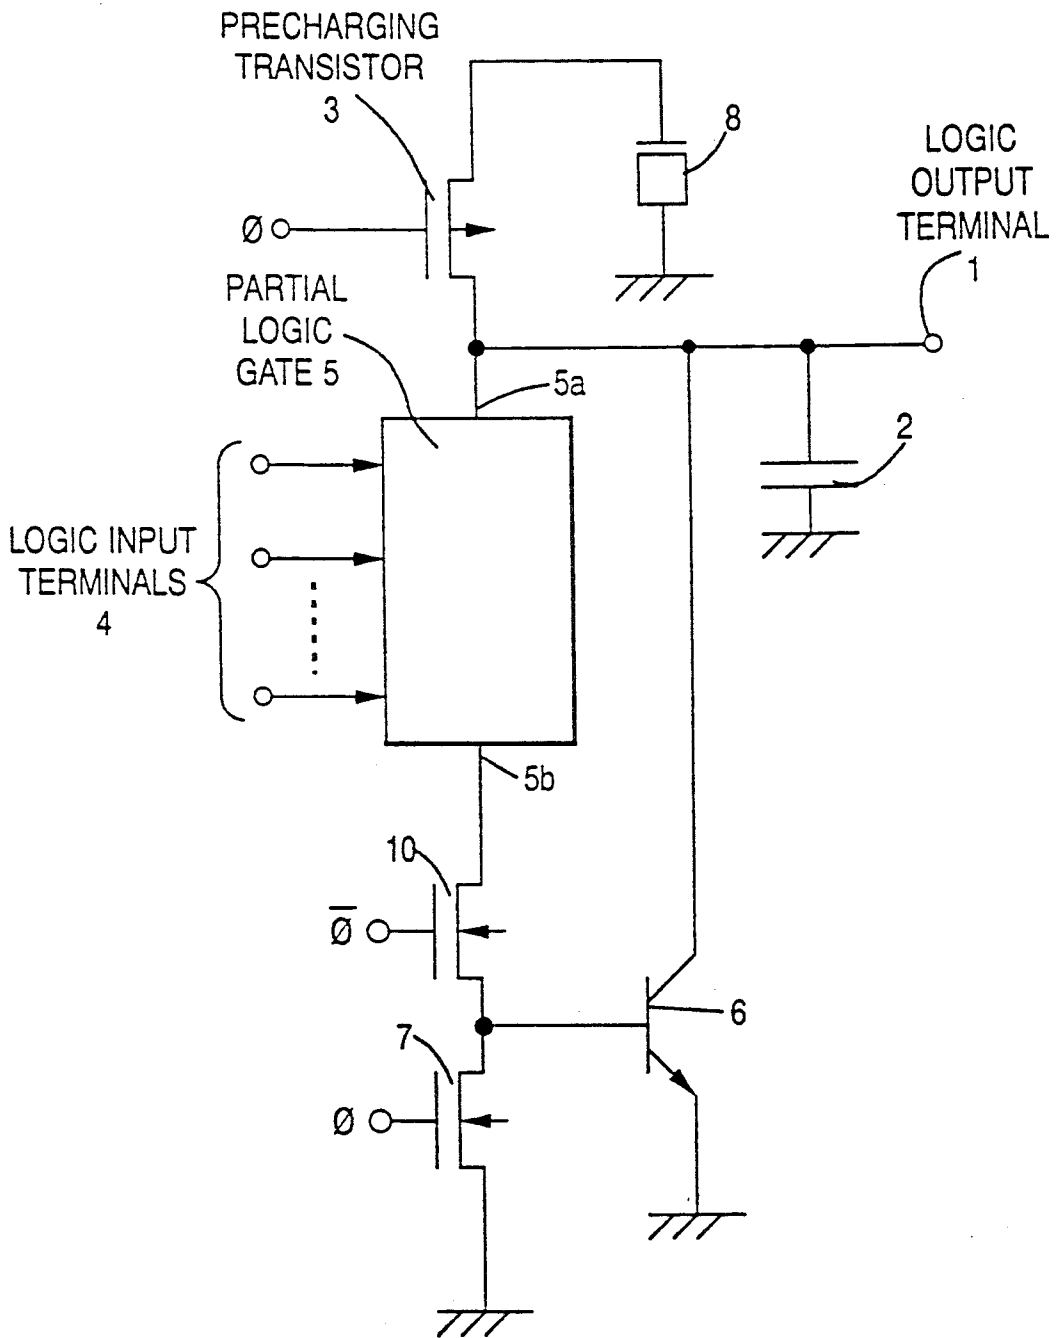 PRECHARGING
TRANSISTOR
3
8
LOGIC
OUTPUT
TERMINAL
1
Ø
PARTIAL
LOGIC
GATE 5
5a
2
LOGIC INPUT
TERMINALS
4
5b
10
Ø̅
6
7
Ø